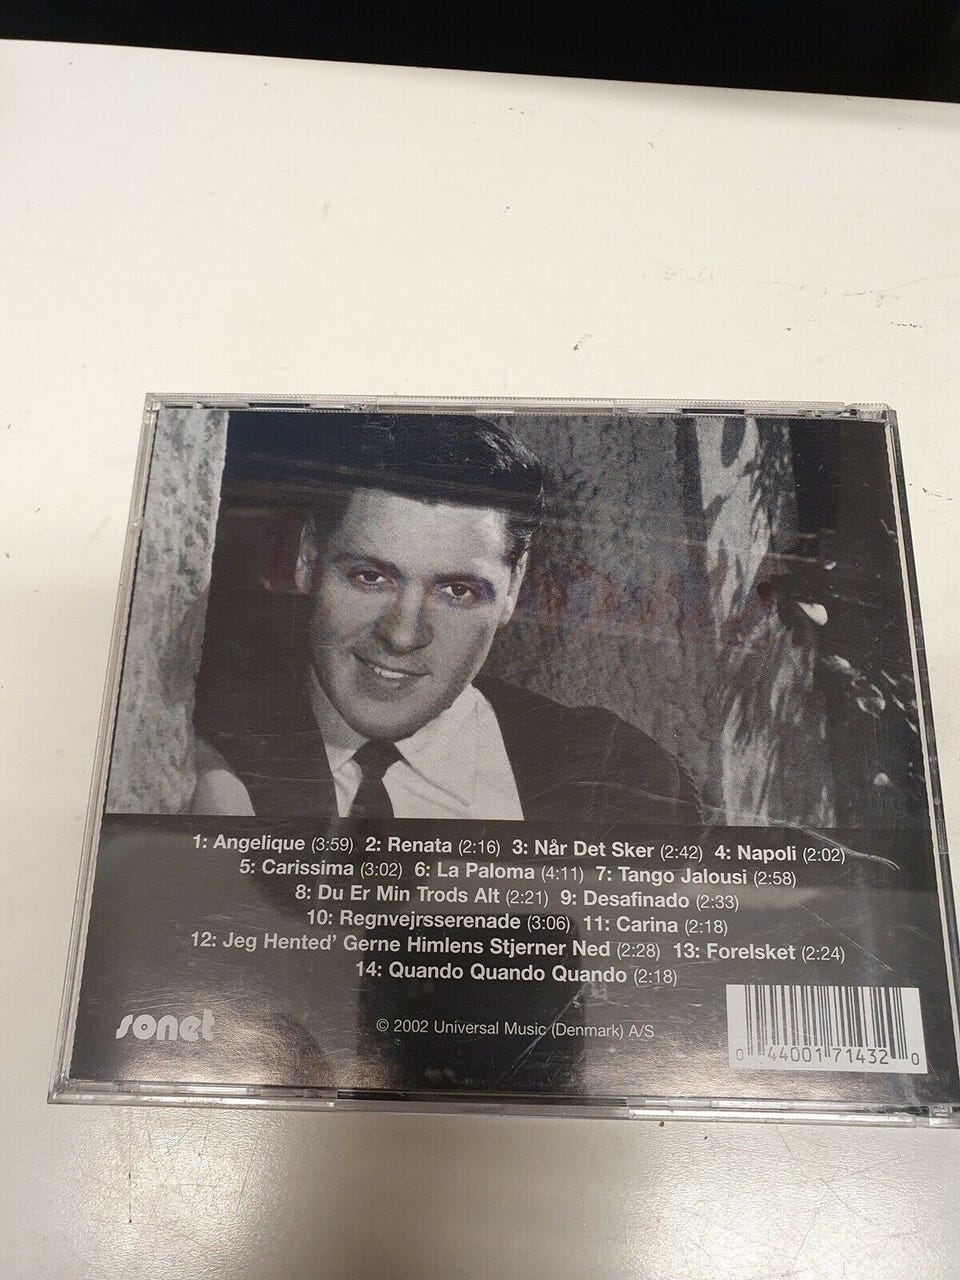 1: Angelique (3:59) 2: Renata (2:16) 3: Når Det Sker (2:42) 4: Napoli (2:02)
5: Carissima (3:02) 6: La Paloma (4:11) 7: Tango Jalousi (2:58)
8: Du Er Min Trods Alt (2:21) 9: Desafinado (2:33)
10: Regnvejrsserenade (3:06) 11: Carina (2:18)
12: Jeg Hented' Gerne Himlens Stjerner Ned (2:28) 13: Forelsket (2:24)
14: Quando Quando Quando (2:18)
sonet
© 2002 Universal Music (Denmark) A/S
0 44001 71432 0